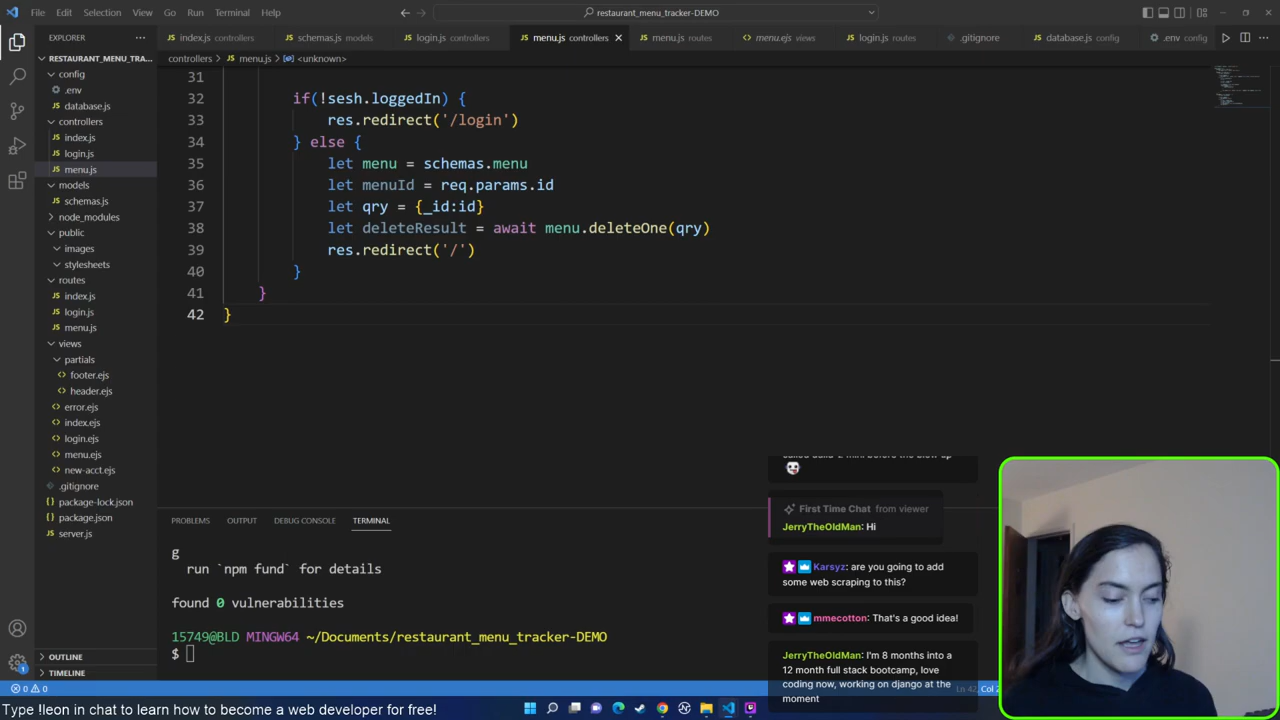 File Edit Selection View Go Run Terminal Help
restaurant_menu_tracker-DEMO
EXPLORER
index.js controllers
schemas.js models
login.js controllers
menu.js controllers
menu.js routes
menu.ejs views
login.js routes
.gitignore
database.js config
.env config
controllers > menu.js > <unknown>
RESTAURANT_MENU_TRA...
config
.env
database.js
controllers
index.js
login.js
menu.js
models
schemas.js
node_modules
public
images
stylesheets
routes
index.js
login.js
menu.js
views
partials
footer.ejs
header.ejs
error.ejs
index.ejs
login.ejs
menu.ejs
new-acct.ejs
.gitignore
package-lock.json
package.json
server.js
OUTLINE
TIMELINE
31
32 if(!sesh.loggedIn) {
33 res.redirect('/login')
34 } else {
35 let menu = schemas.menu
36 let menuId = req.params.id
37 let qry = {_id:id}
38 let deleteResult = await menu.deleteOne(qry)
39 res.redirect('/')
40 }
41 }
42 }
PROBLEMS OUTPUT DEBUG CONSOLE TERMINAL
g
run `npm fund` for details
found 0 vulnerabilities
15749@BLD MINGW64 ~/Documents/restaurant_menu_tracker-DEMO
$
First Time Chat from viewer
JerryTheOldMan: Hi
Karsyz: are you going to add
some web scraping to this?
mmecotton: That's a good idea!
JerryTheOldMan: I'm 8 months into a
12 month full stack bootcamp, love
coding now, working on django at the
moment
0 0
Ln 42, Col 2
Type !leon in chat to learn how to become a web developer for free!